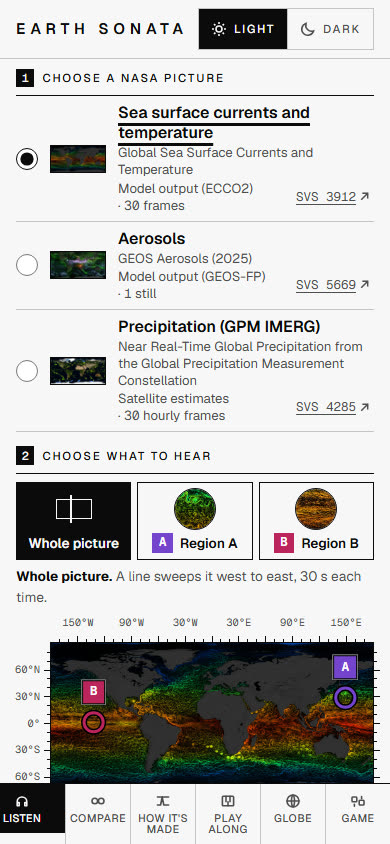 EARTH SONATA
LIGHT
DARK
1 CHOOSE A NASA PICTURE
Sea surface currents and
temperature
Global Sea Surface Currents and
Temperature
Model output (ECCO2)
· 30 frames
SVS 3912
Aerosols
GEOS Aerosols (2025)
Model output (GEOS-FP)
· 1 still
SVS 5669
Precipitation (GPM IMERG)
Near Real-Time Global Precipitation from
the Global Precipitation Measurement
Constellation
Satellite estimates
· 30 hourly frames
SVS 4285
2 CHOOSE WHAT TO HEAR
Whole picture
A Region A
B Region B
Whole picture. A line sweeps it west to east, 30 s each
time.
150°W 90°W 30°W 30°E 90°E 150°E
60°N
A
B
30°N
0°
30°S
60°S
LISTEN
COMPARE
HOW IT'S
MADE
PLAY
ALONG
GLOBE
GAME